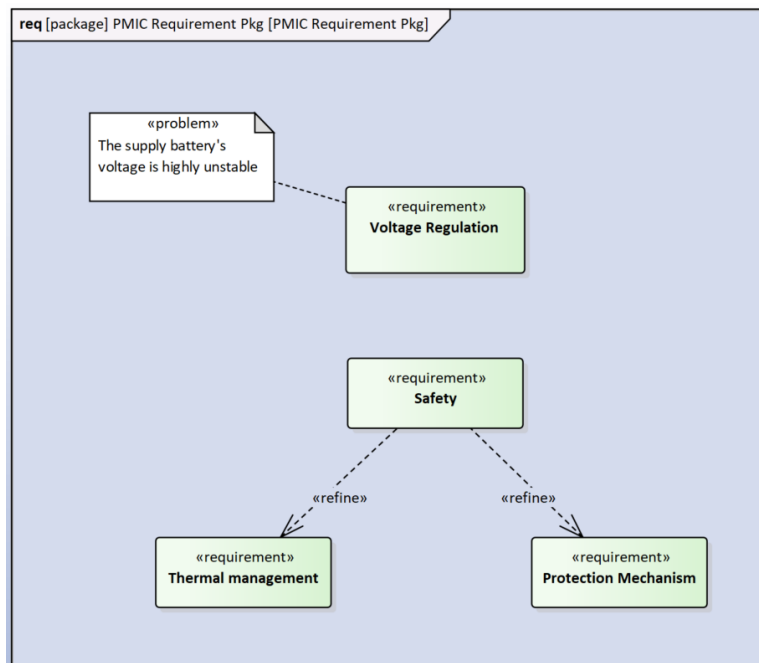 req [package] PMIC Requirement Pkg [PMIC Requirement Pkg]
«problem»
The supply battery's
voltage is highly unstable
«requirement»
Voltage Regulation
«requirement»
Safety
«refine»
«refine»
«requirement»
Thermal management
«requirement»
Protection Mechanism